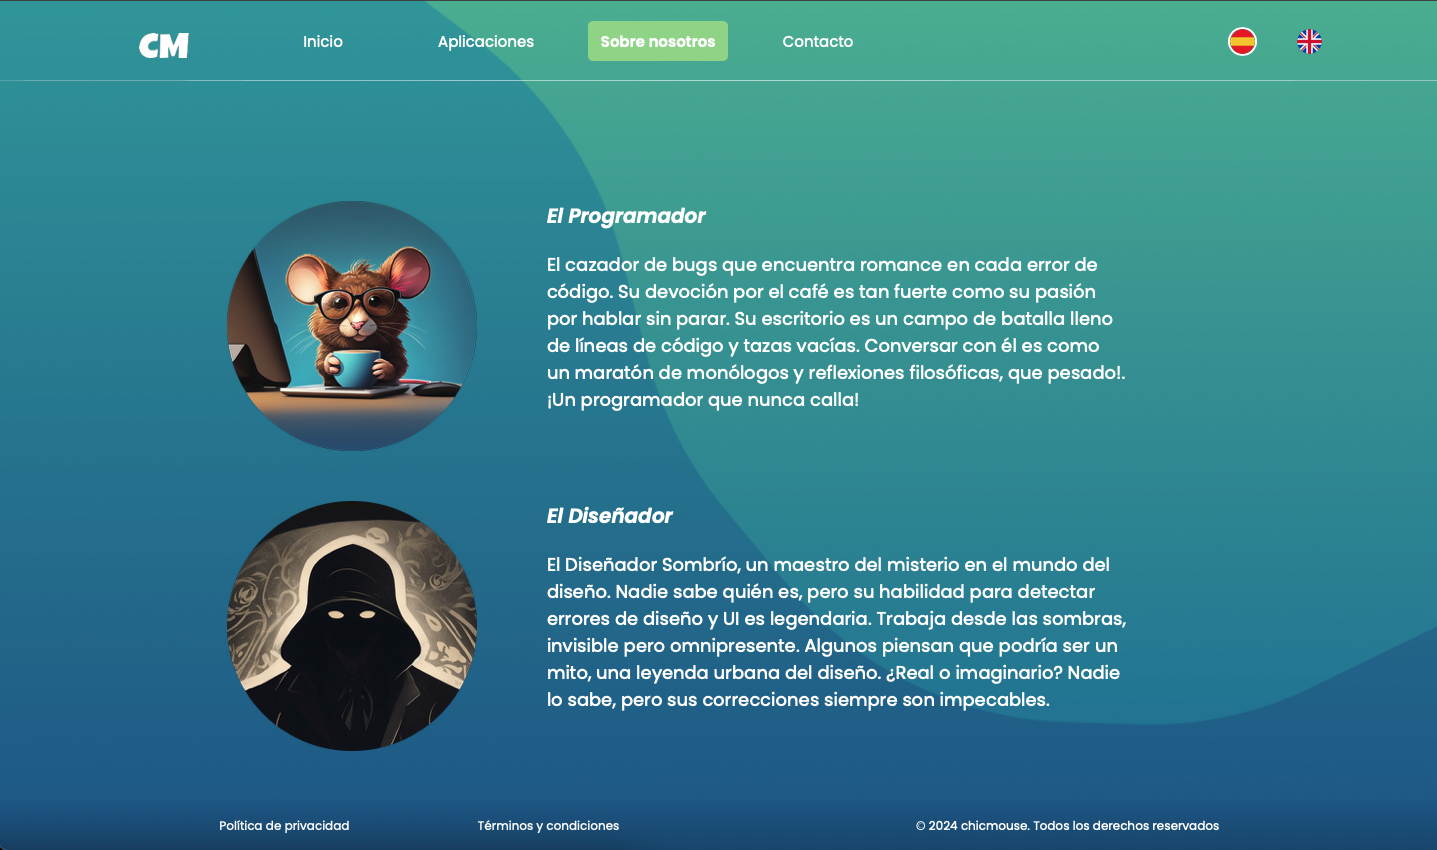 CM
Inicio
Aplicaciones
Sobre nosotros
Contacto
El Programador
El cazador de bugs que encuentra romance en cada error de
código. Su devoción por el café es tan fuerte como su pasión
por hablar sin parar. Su escritorio es un campo de batalla lleno
de líneas de código y tazas vacías. Conversar con él es como
un maratón de monólogos y reflexiones filosóficas, que pesado!.
¡Un programador que nunca calla!
El Diseñador
El Diseñador Sombrío, un maestro del misterio en el mundo del
diseño. Nadie sabe quién es, pero su habilidad para detectar
errores de diseño y UI es legendaria. Trabaja desde las sombras,
invisible pero omnipresente. Algunos piensan que podría ser un
mito, una leyenda urbana del diseño. ¿Real o imaginario? Nadie
lo sabe, pero sus correcciones siempre son impecables.
Política de privacidad
Términos y condiciones
© 2024 chicmouse. Todos los derechos reservados